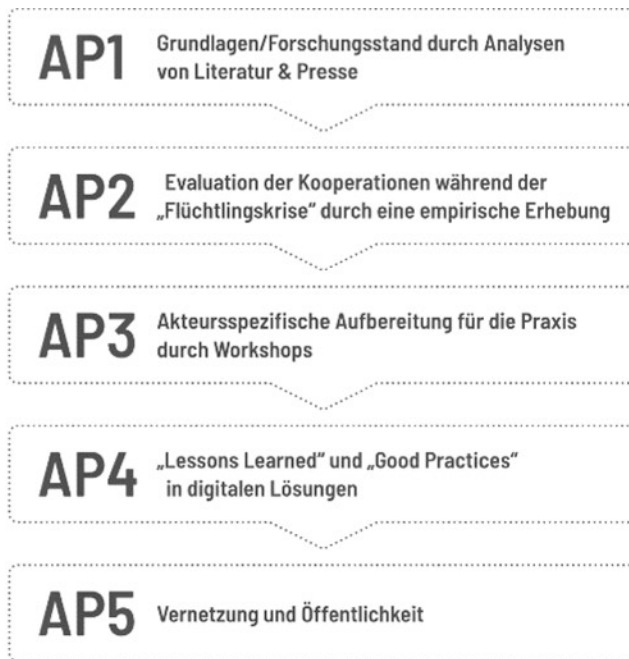 AP1
Grundlagen/Forschungsstand durch Analysen
von Literatur & Presse
AP2
Evaluation der Kooperationen während der
„Flüchtlingskrise“ durch eine empirische Erhebung
AP3
Akteursspezifische Aufbereitung für die Praxis
durch Workshops
AP4
„Lessons Learned“ und „Good Practices“
in digitalen Lösungen
AP5
Vernetzung und Öffentlichkeit